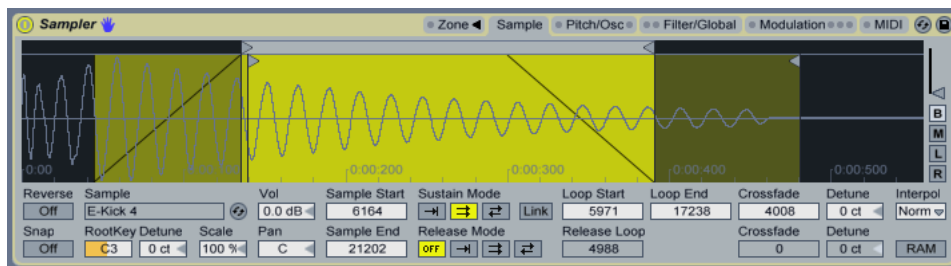 Sampler Zone Sample Pitch/Osc Filter/Global Modulation MIDI
B
M
L
R
0:00 0:00:100 0:00:200 0:00:300 0:00:400 0:00:500
Reverse Sample Vol Sample Start Sustain Mode Loop Start Loop End Crossfade Detune Interpol
Off E-Kick 4 0.0 dB 6164 Link 5971 17238 4008 0 ct Norm
Snap RootKey Detune Scale Pan Sample End Release Mode Release Loop Crossfade Detune
Off C3 0 ct 100 % C 21202 OFF 4988 0 0 ct RAM